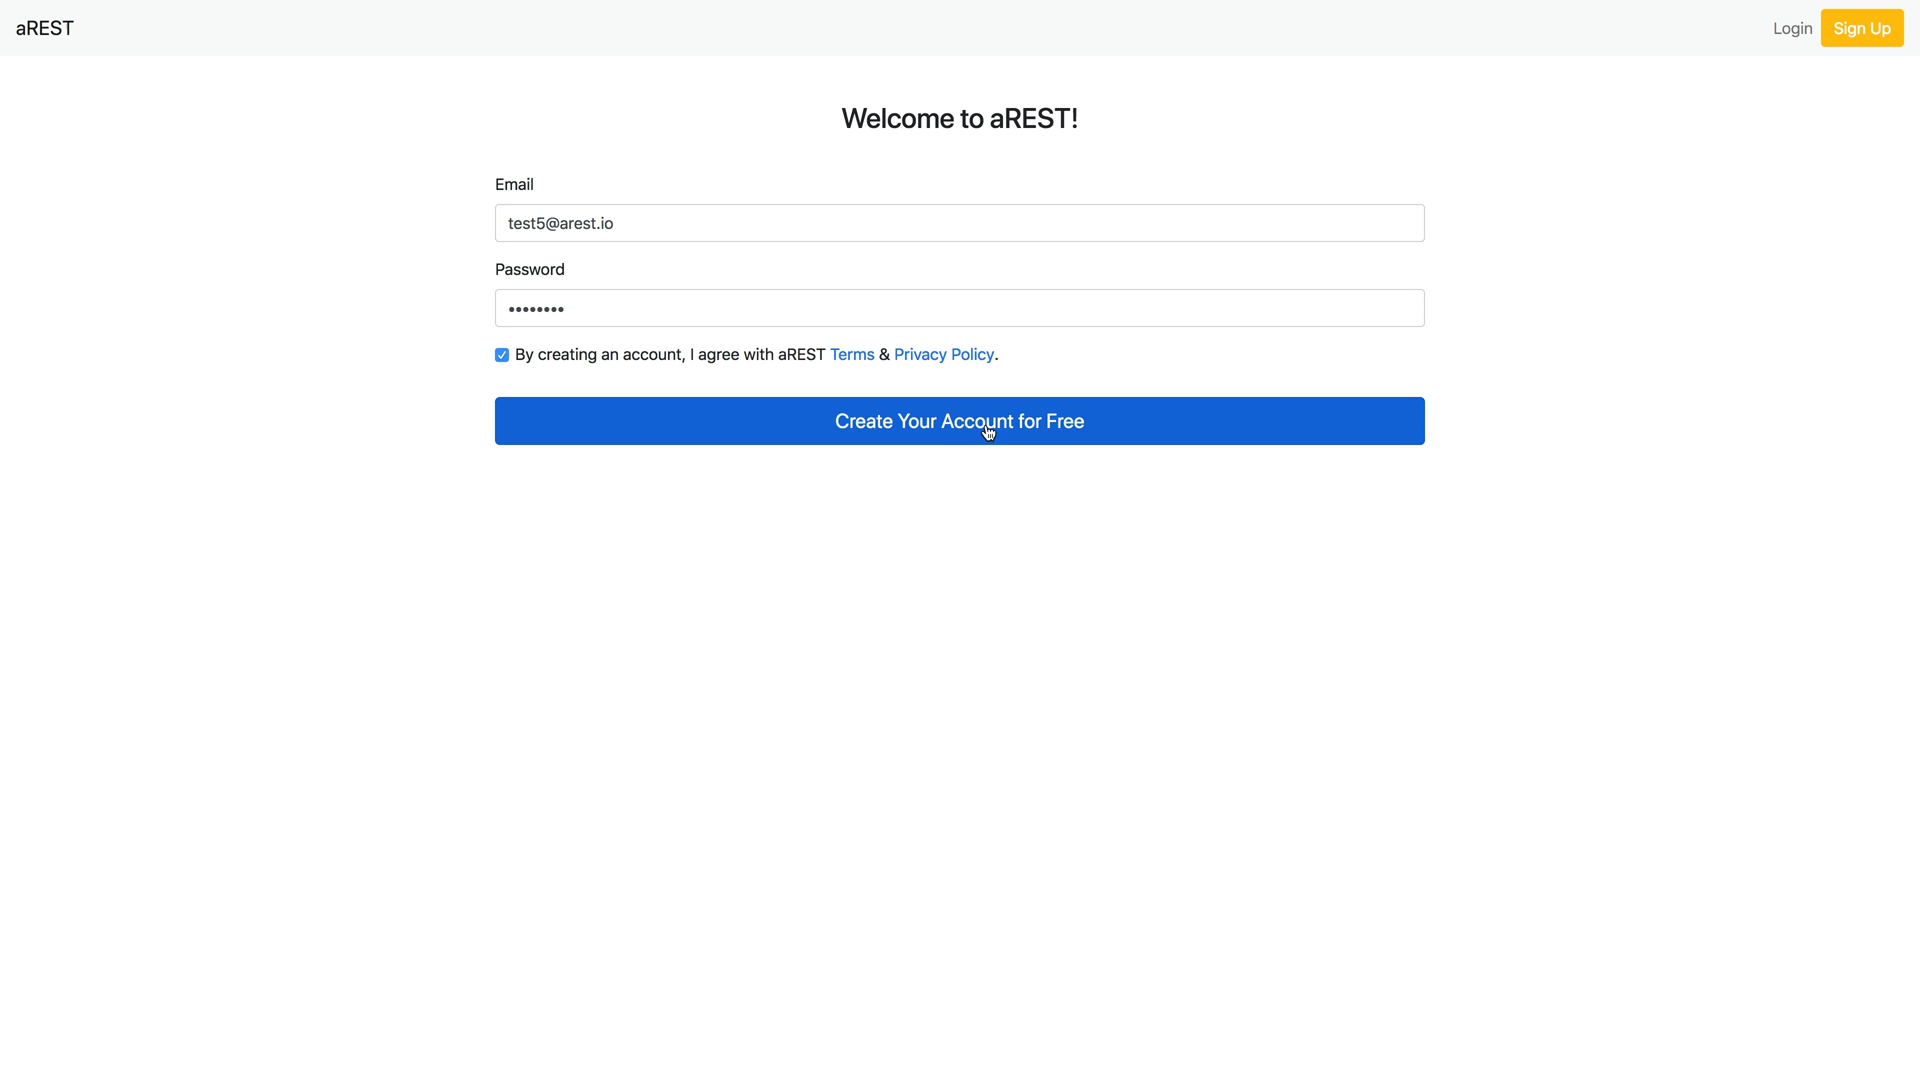 aREST
Login
Sign Up
Welcome to aREST!
Email
test5@arest.io
Password
••••••••
By creating an account, I agree with aREST Terms & Privacy Policy.
Create Your Account for Free